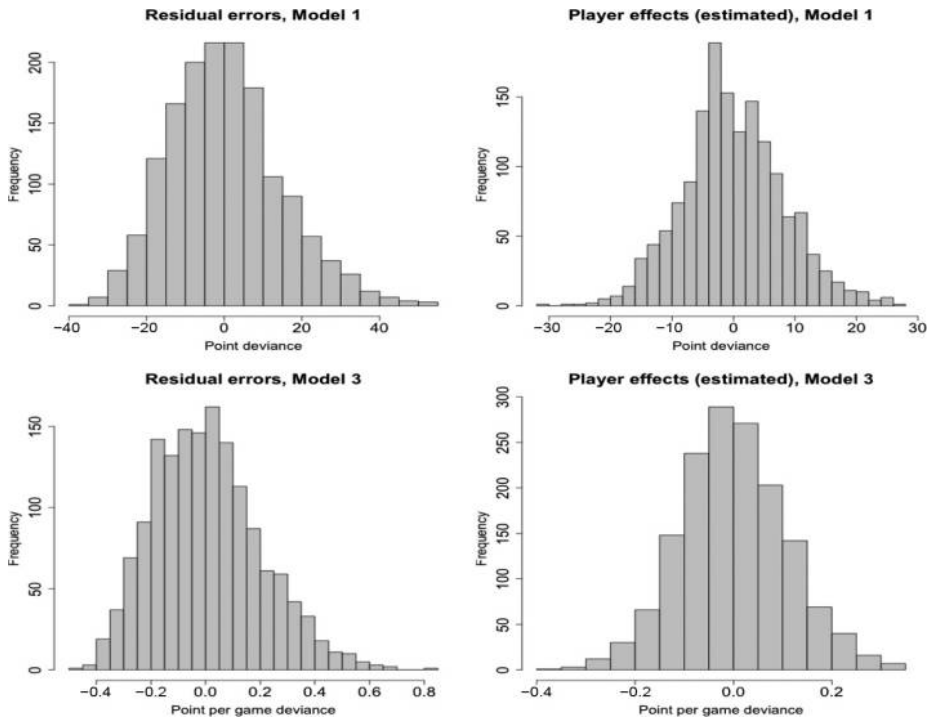 Residual errors, Model 1
Frequency
200
150
100
50
0
−40 −20 0 20 40
Point deviance
Player effects (estimated), Model 1
Frequency
150
100
50
0
−30 −20 −10 0 10 20 30
Point deviance
Residual errors, Model 3
Frequency
150
100
50
0
−0.4 −0.2 0.0 0.2 0.4 0.6 0.8
Point per game deviance
Player effects (estimated), Model 3
Frequency
300
250
200
150
100
50
0
−0.4 −0.2 0.0 0.2
Point per game deviance